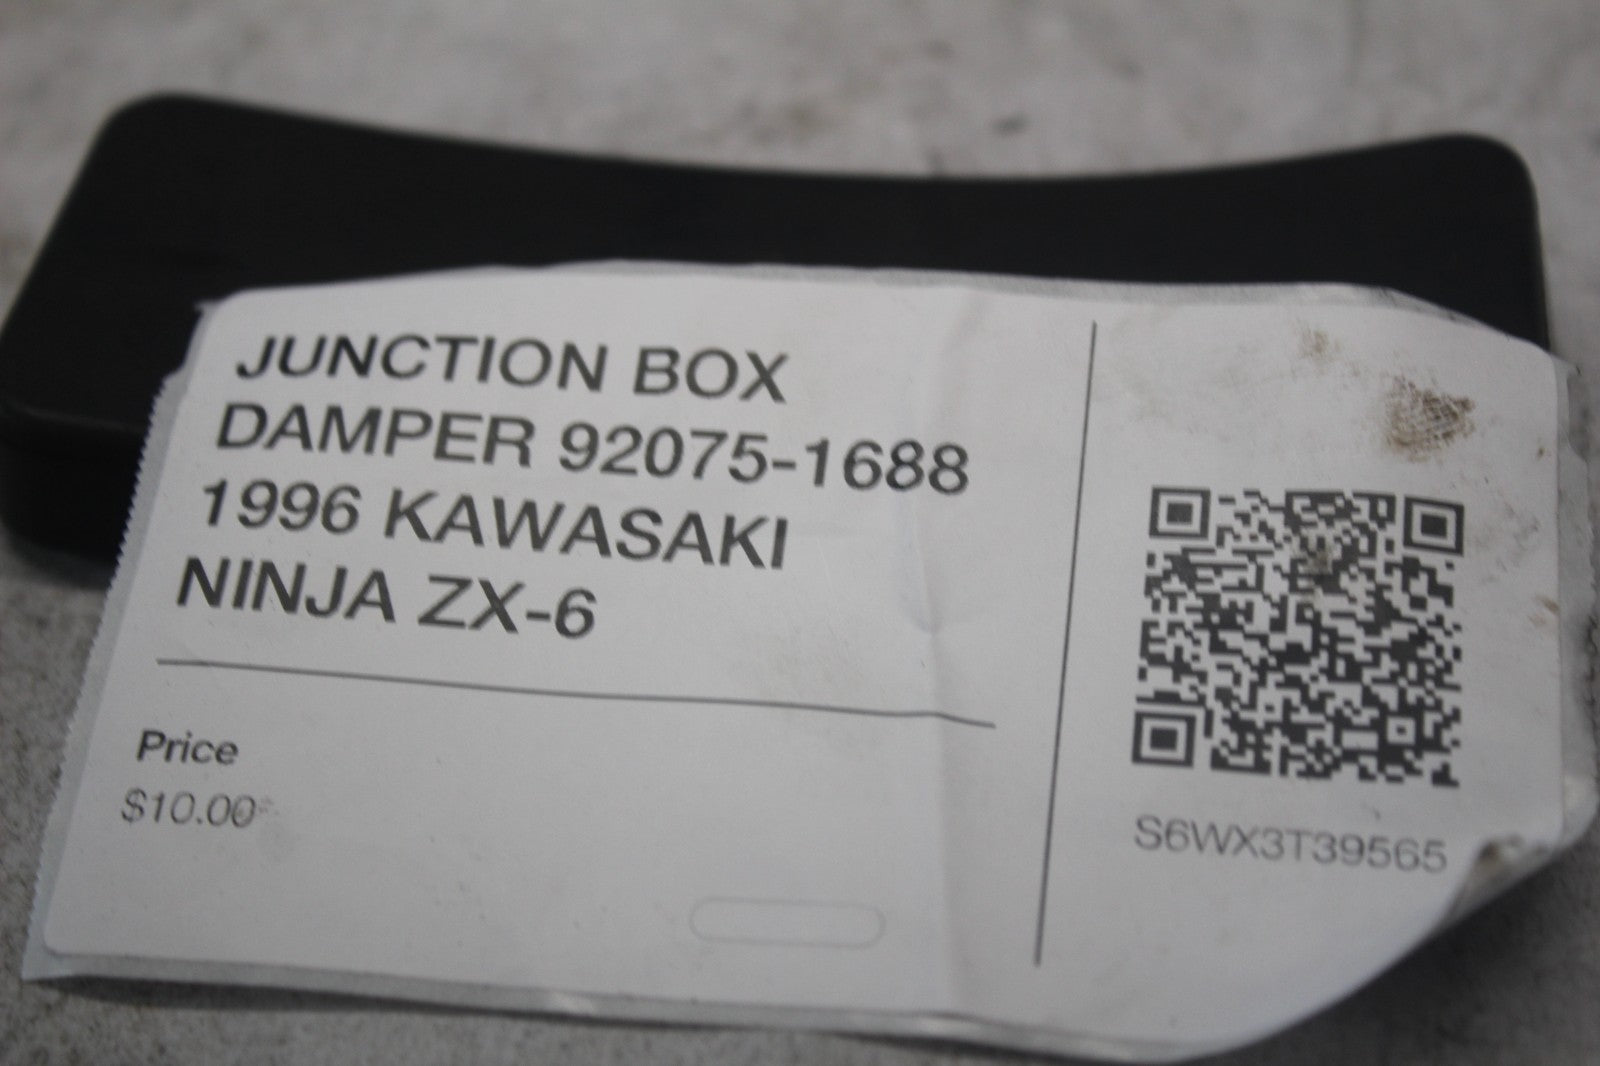 JUNCTION BOX
DAMPER 92075-1688
1996 KAWASAKI
NINJA ZX-6
Price
$10.00
S6WX3T39565